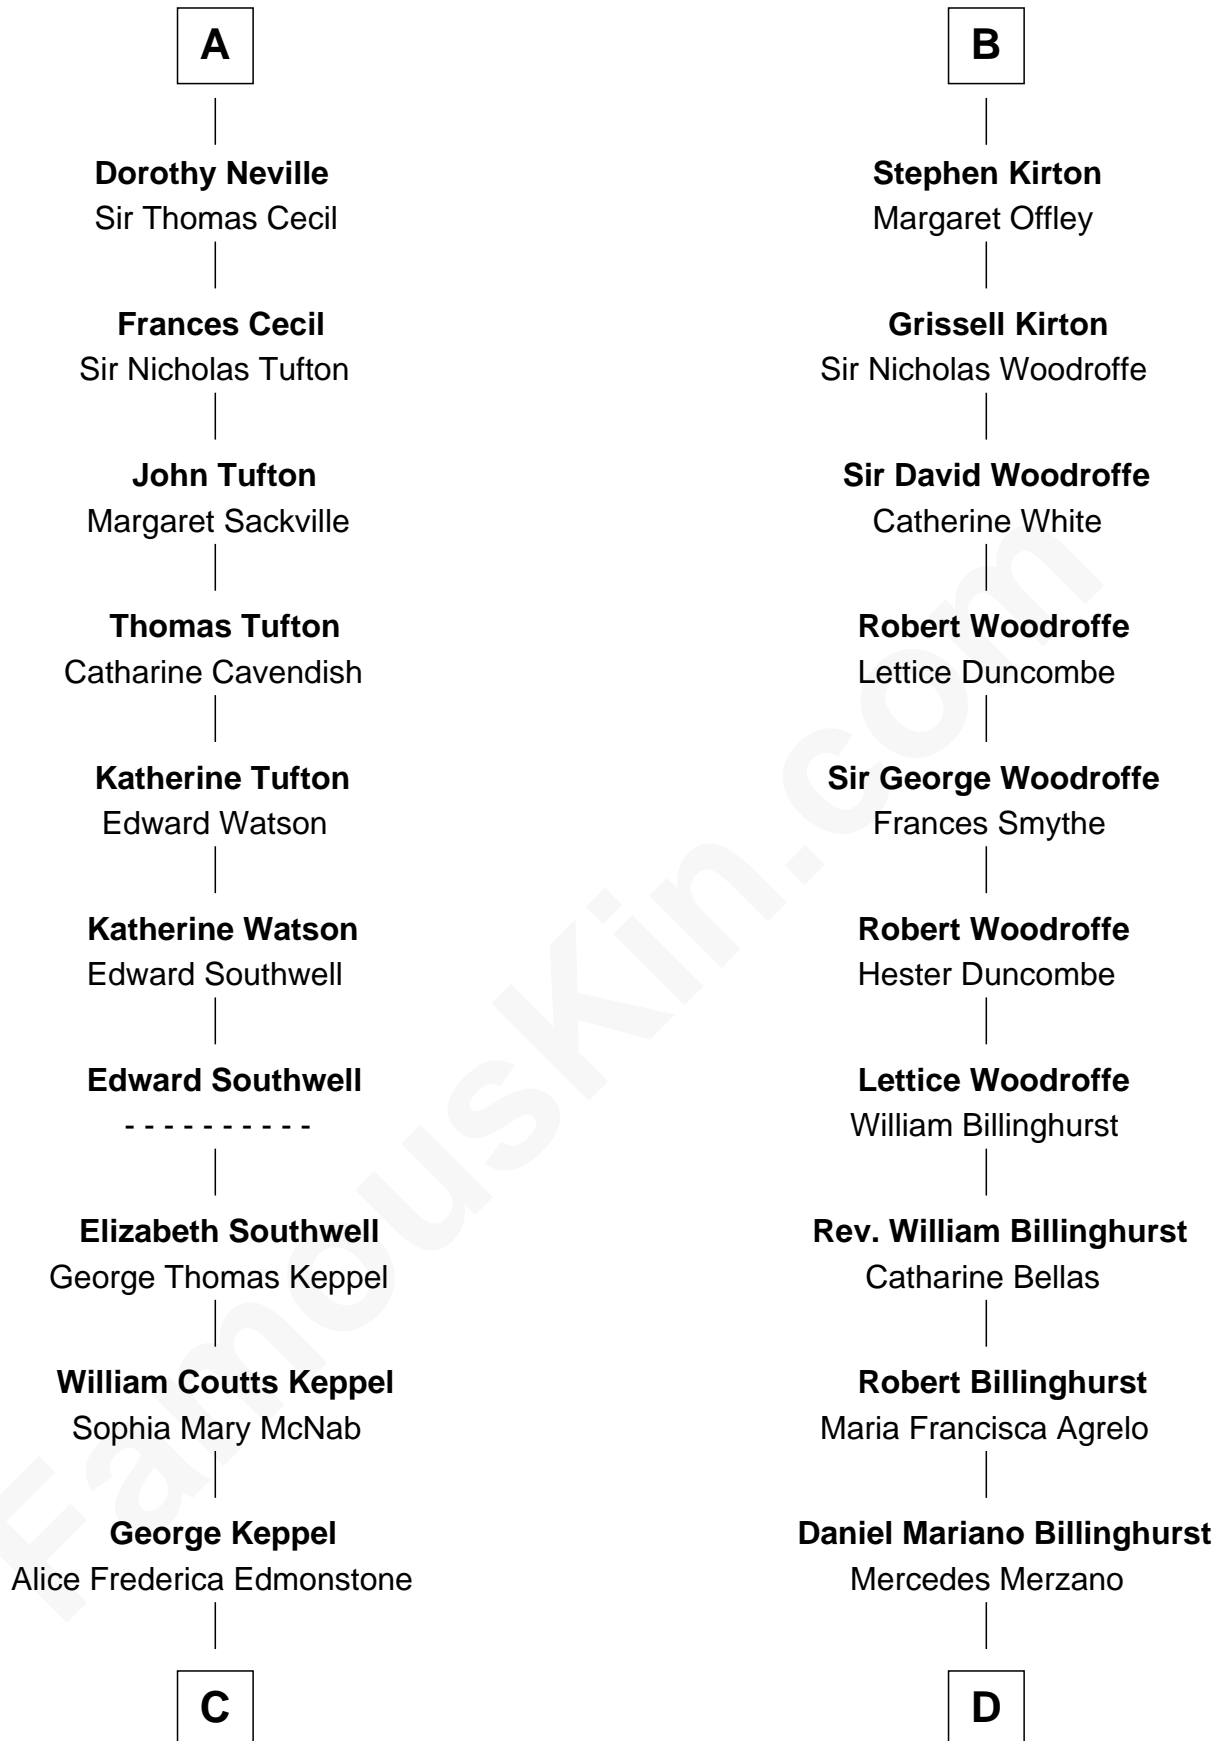 A
Dorothy Neville
Sir Thomas Cecil
Frances Cecil
Sir Nicholas Tufton
John Tufton
Margaret Sackville
Thomas Tufton
Catharine Cavendish
Katherine Tufton
Edward Watson
Katherine Watson
Edward Southwell
Edward Southwell
- - - - - - - - - -
Elizabeth Southwell
George Thomas Keppel
William Coutts Keppel
Sophia Mary McNab
George Keppel
Alice Frederica Edmonstone
C
B
Stephen Kirton
Margaret Offley
Grissell Kirton
Sir Nicholas Woodroffe
Sir David Woodroffe
Catherine White
Robert Woodroffe
Lettice Duncombe
Sir George Woodroffe
Frances Smythe
Robert Woodroffe
Hester Duncombe
Lettice Woodroffe
William Billinghurst
Rev. William Billinghurst
Catharine Bellas
Robert Billinghurst
Maria Francisca Agrelo
Daniel Mariano Billinghurst
Mercedes Merzano
D
FamousKin.com